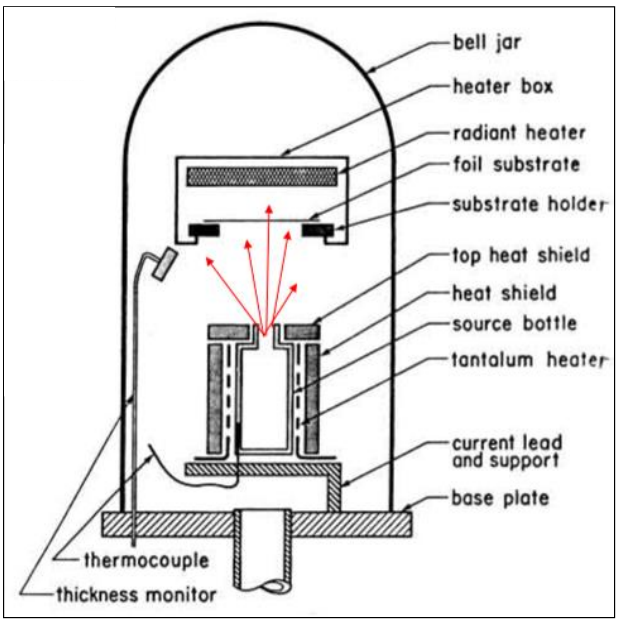 bell jar
heater box
radiant heater
foil substrate
substrate holder
top heat shield
heat shield
source bottle
tantalum heater
current lead
and support
base plate
thermocouple
thickness monitor